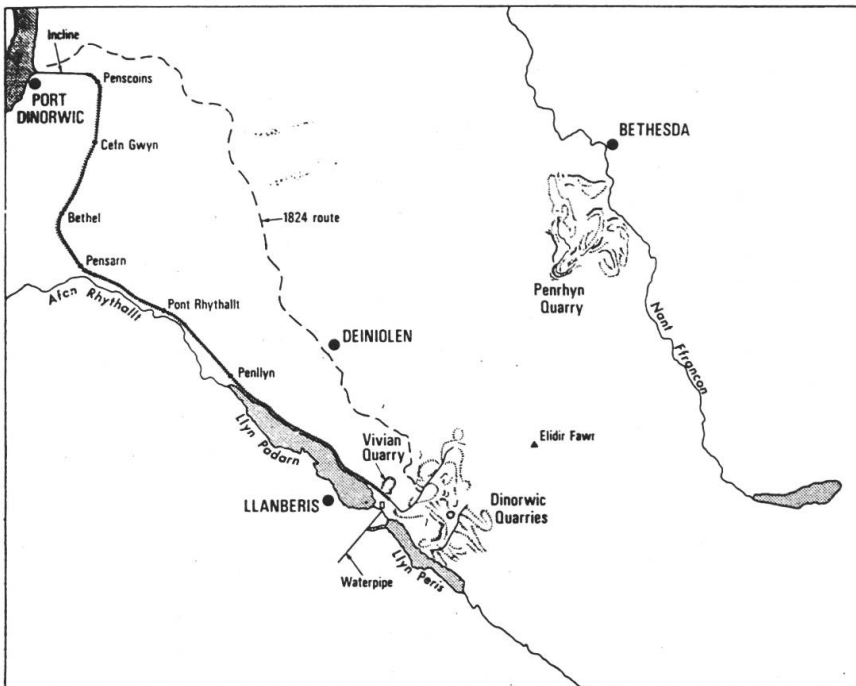 Incline
Penscoins
PORT
DINORWIC
Cefn Gwyn
BETHESDA
Bethel
1824 route
Pensarn
Afon Rhythallt
Pont Rhythallt
Penrhyn
Quarry
Nant Ffrancon
DEINIOLEN
Penllyn
Llyn Padarn
Vivian
Quarry
Elidir Fawr
LLANBERIS
Dinorwic
Quarries
Waterpipe
Llyn Peris